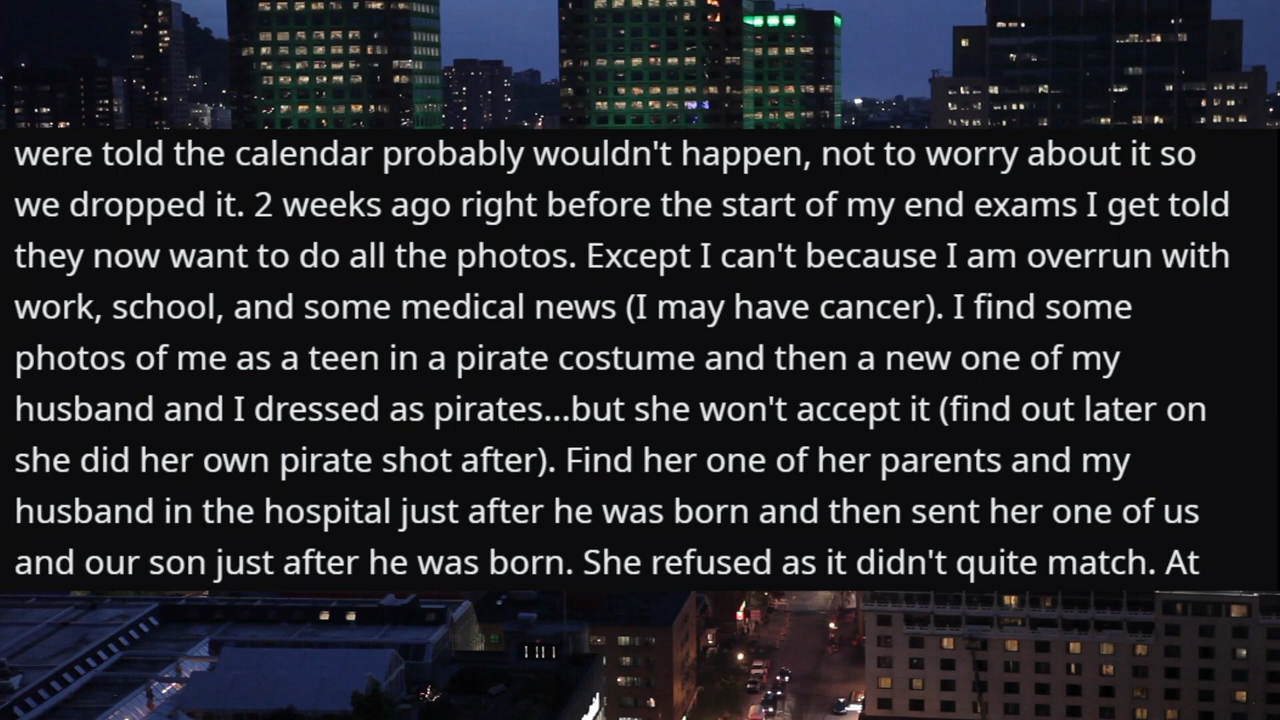 were told the calendar probably wouldn't happen, not to worry about it so
we dropped it. 2 weeks ago right before the start of my end exams I get told
they now want to do all the photos. Except I can't because I am overrun with
work, school, and some medical news (I may have cancer). I find some
photos of me as a teen in a pirate costume and then a new one of my
husband and I dressed as pirates...but she won't accept it (find out later on
she did her own pirate shot after). Find her one of her parents and my
husband in the hospital just after he was born and then sent her one of us
and our son just after he was born. She refused as it didn't quite match. At